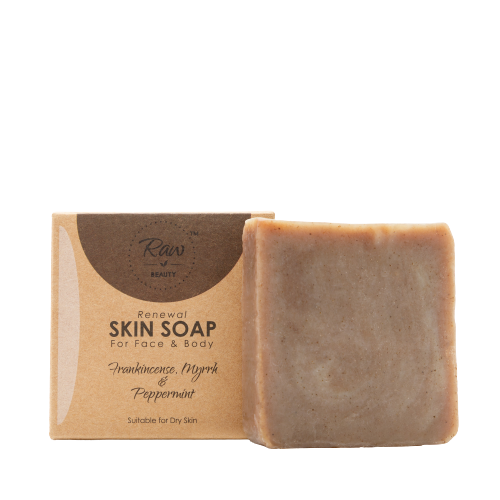 Raw
BEAUTY
Renewal
SKIN SOAP
For Face & Body
Frankincense, Myrrh
&
Peppermint
Suitable for Dry Skin